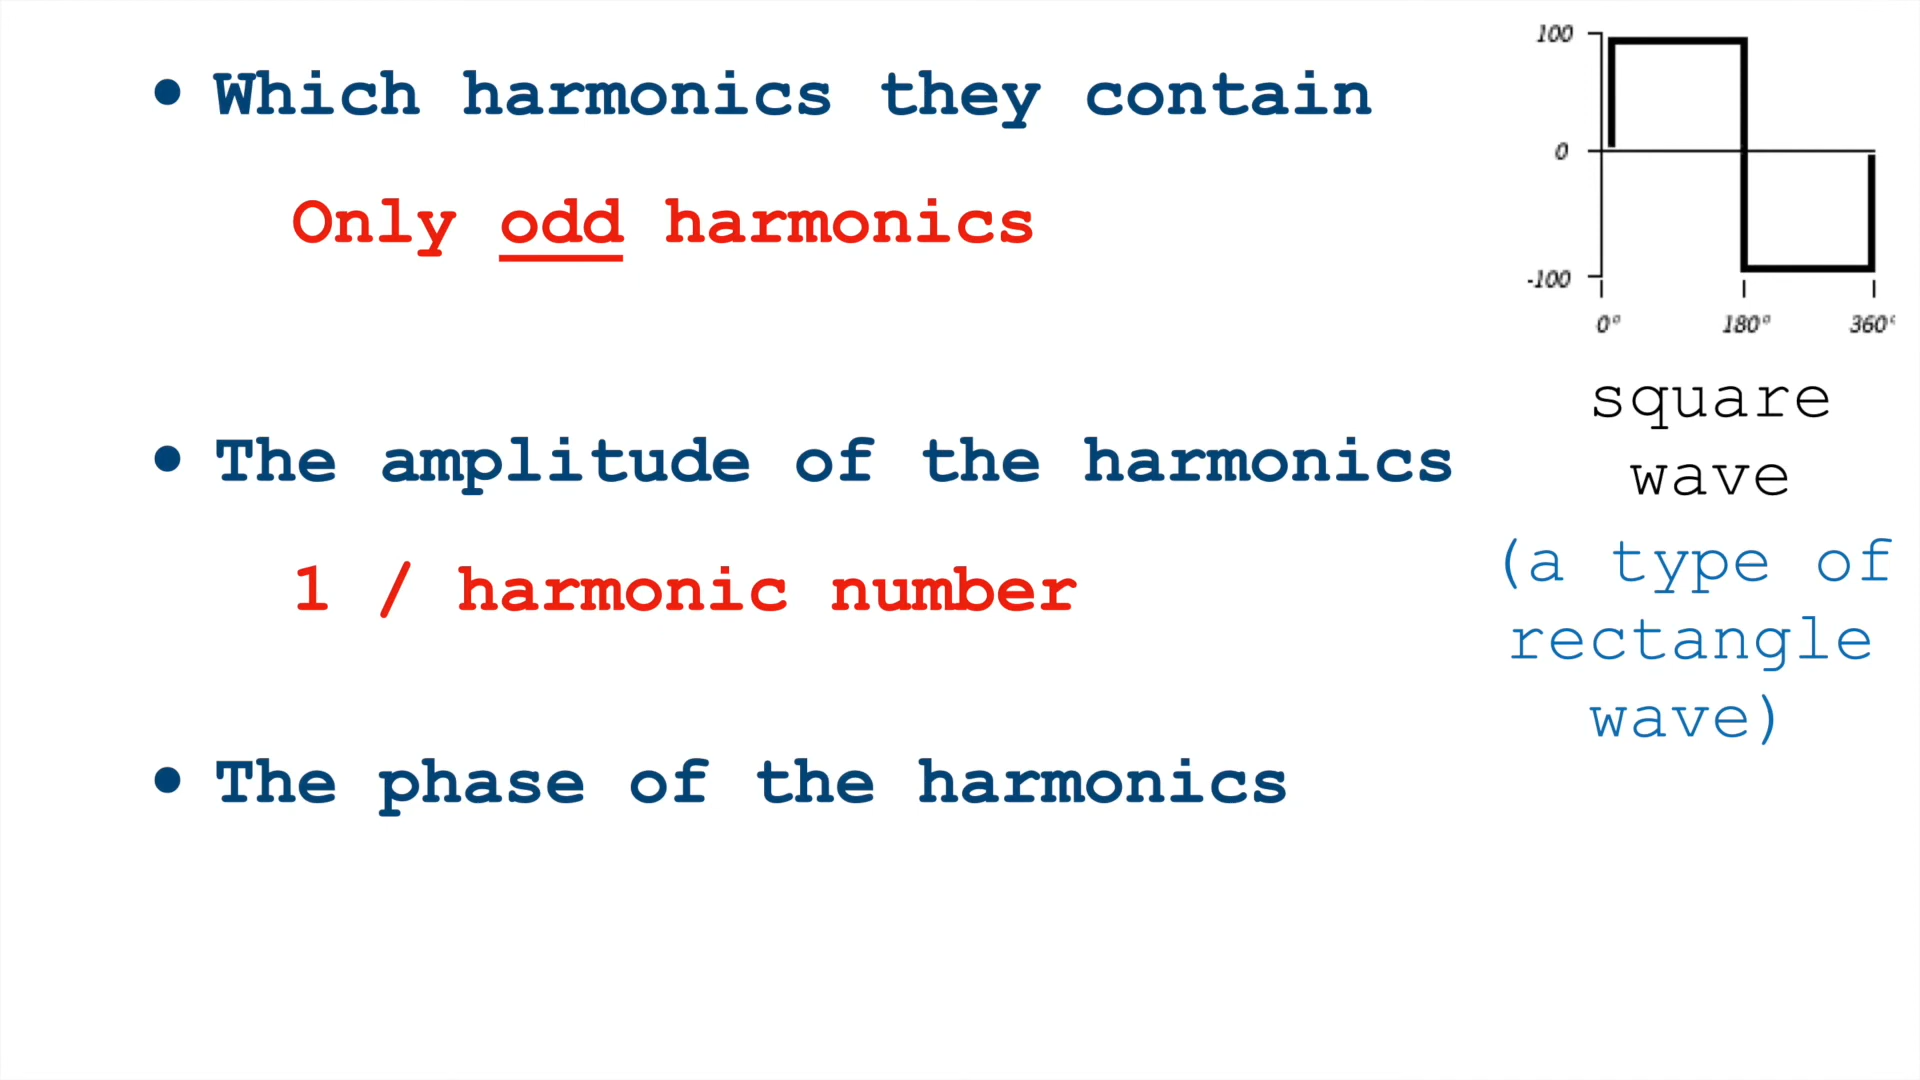 • Which harmonics they contain
Only odd harmonics
• The amplitude of the harmonics
1 / harmonic number
• The phase of the harmonics
100
0
-100
0° 180° 360°
square
wave
(a type of
rectangle
wave)